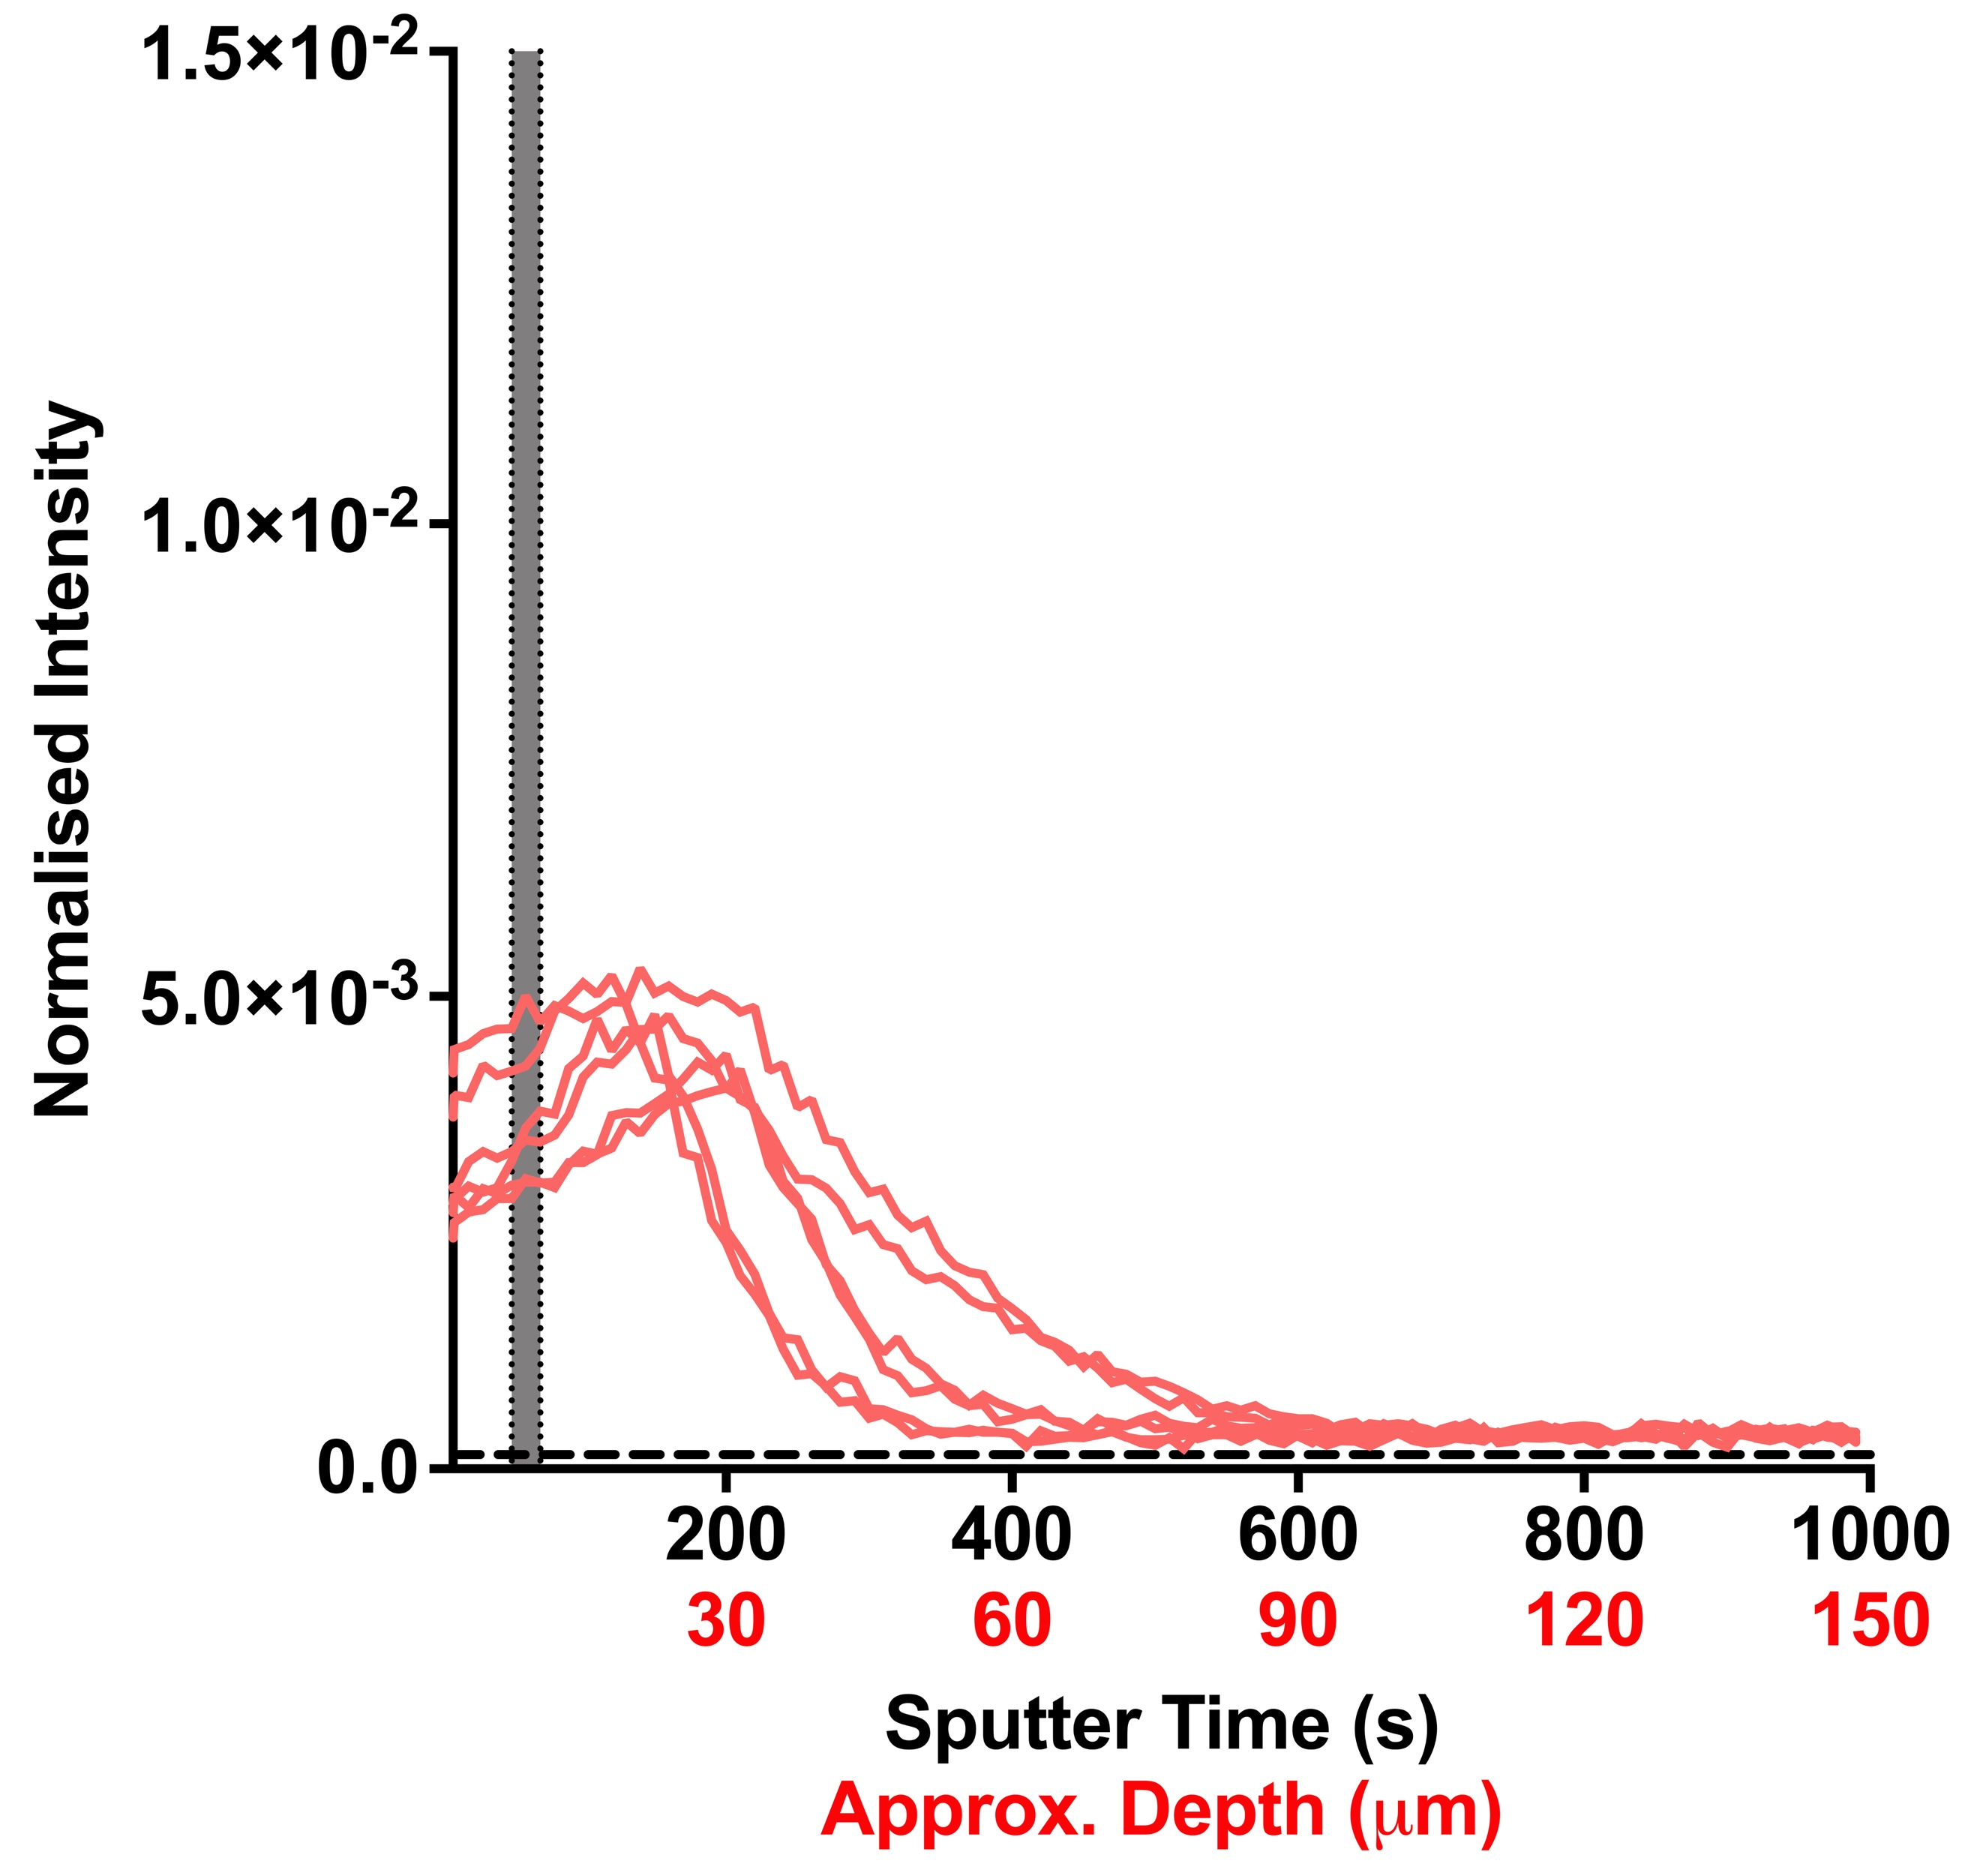 Normalised Intensity
1.5×10⁻²
1.0×10⁻²
5.0×10⁻³
0.0
200 400 600 800 1000
30 60 90 120 150
Sputter Time (s)
Approx. Depth (μm)